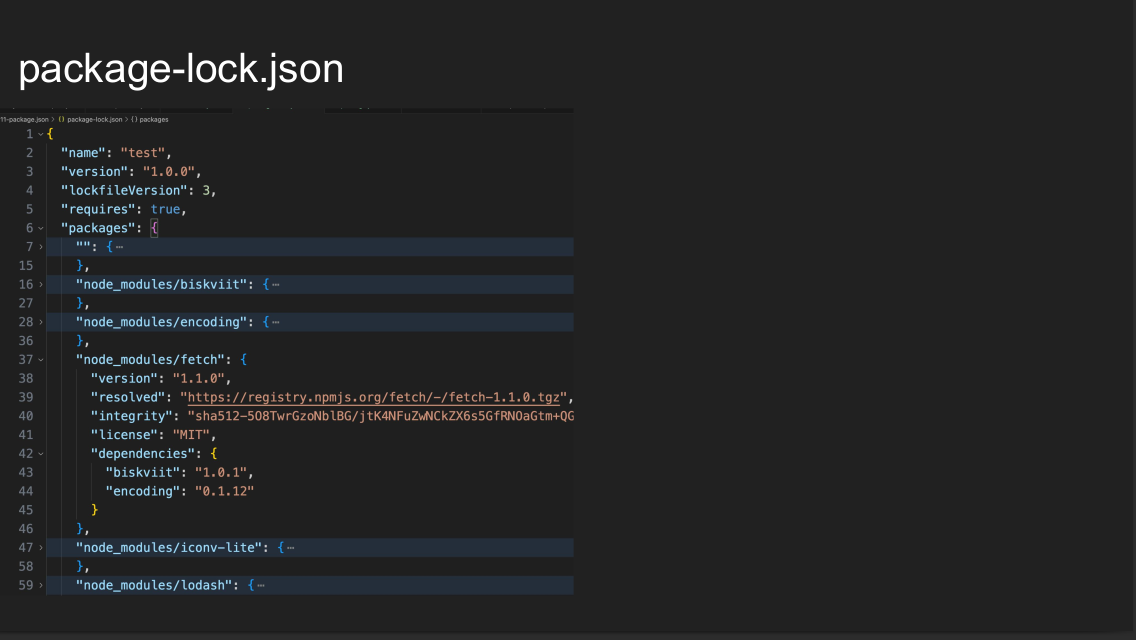 package-lock.json
11-package.json > {} package-lock.json > {} packages
1 {
2 "name": "test",
3 "version": "1.0.0",
4 "lockfileVersion": 3,
5 "requires": true,
6 "packages": {
7 "": { ⋯
15 },
16 "node_modules/biskviit": { ⋯
27 },
28 "node_modules/encoding": { ⋯
36 },
37 "node_modules/fetch": {
38 "version": "1.1.0",
39 "resolved": "https://registry.npmjs.org/fetch/-/fetch-1.1.0.tgz",
40 "integrity": "sha512-5O8TwrGzoNblBG/jtK4NFuZwNCkZX6s5GfRNOaGtm+QG
41 "license": "MIT",
42 "dependencies": {
43 "biskviit": "1.0.1",
44 "encoding": "0.1.12"
45 }
46 },
47 "node_modules/iconv-lite": { ⋯
58 },
59 "node_modules/lodash": { ⋯